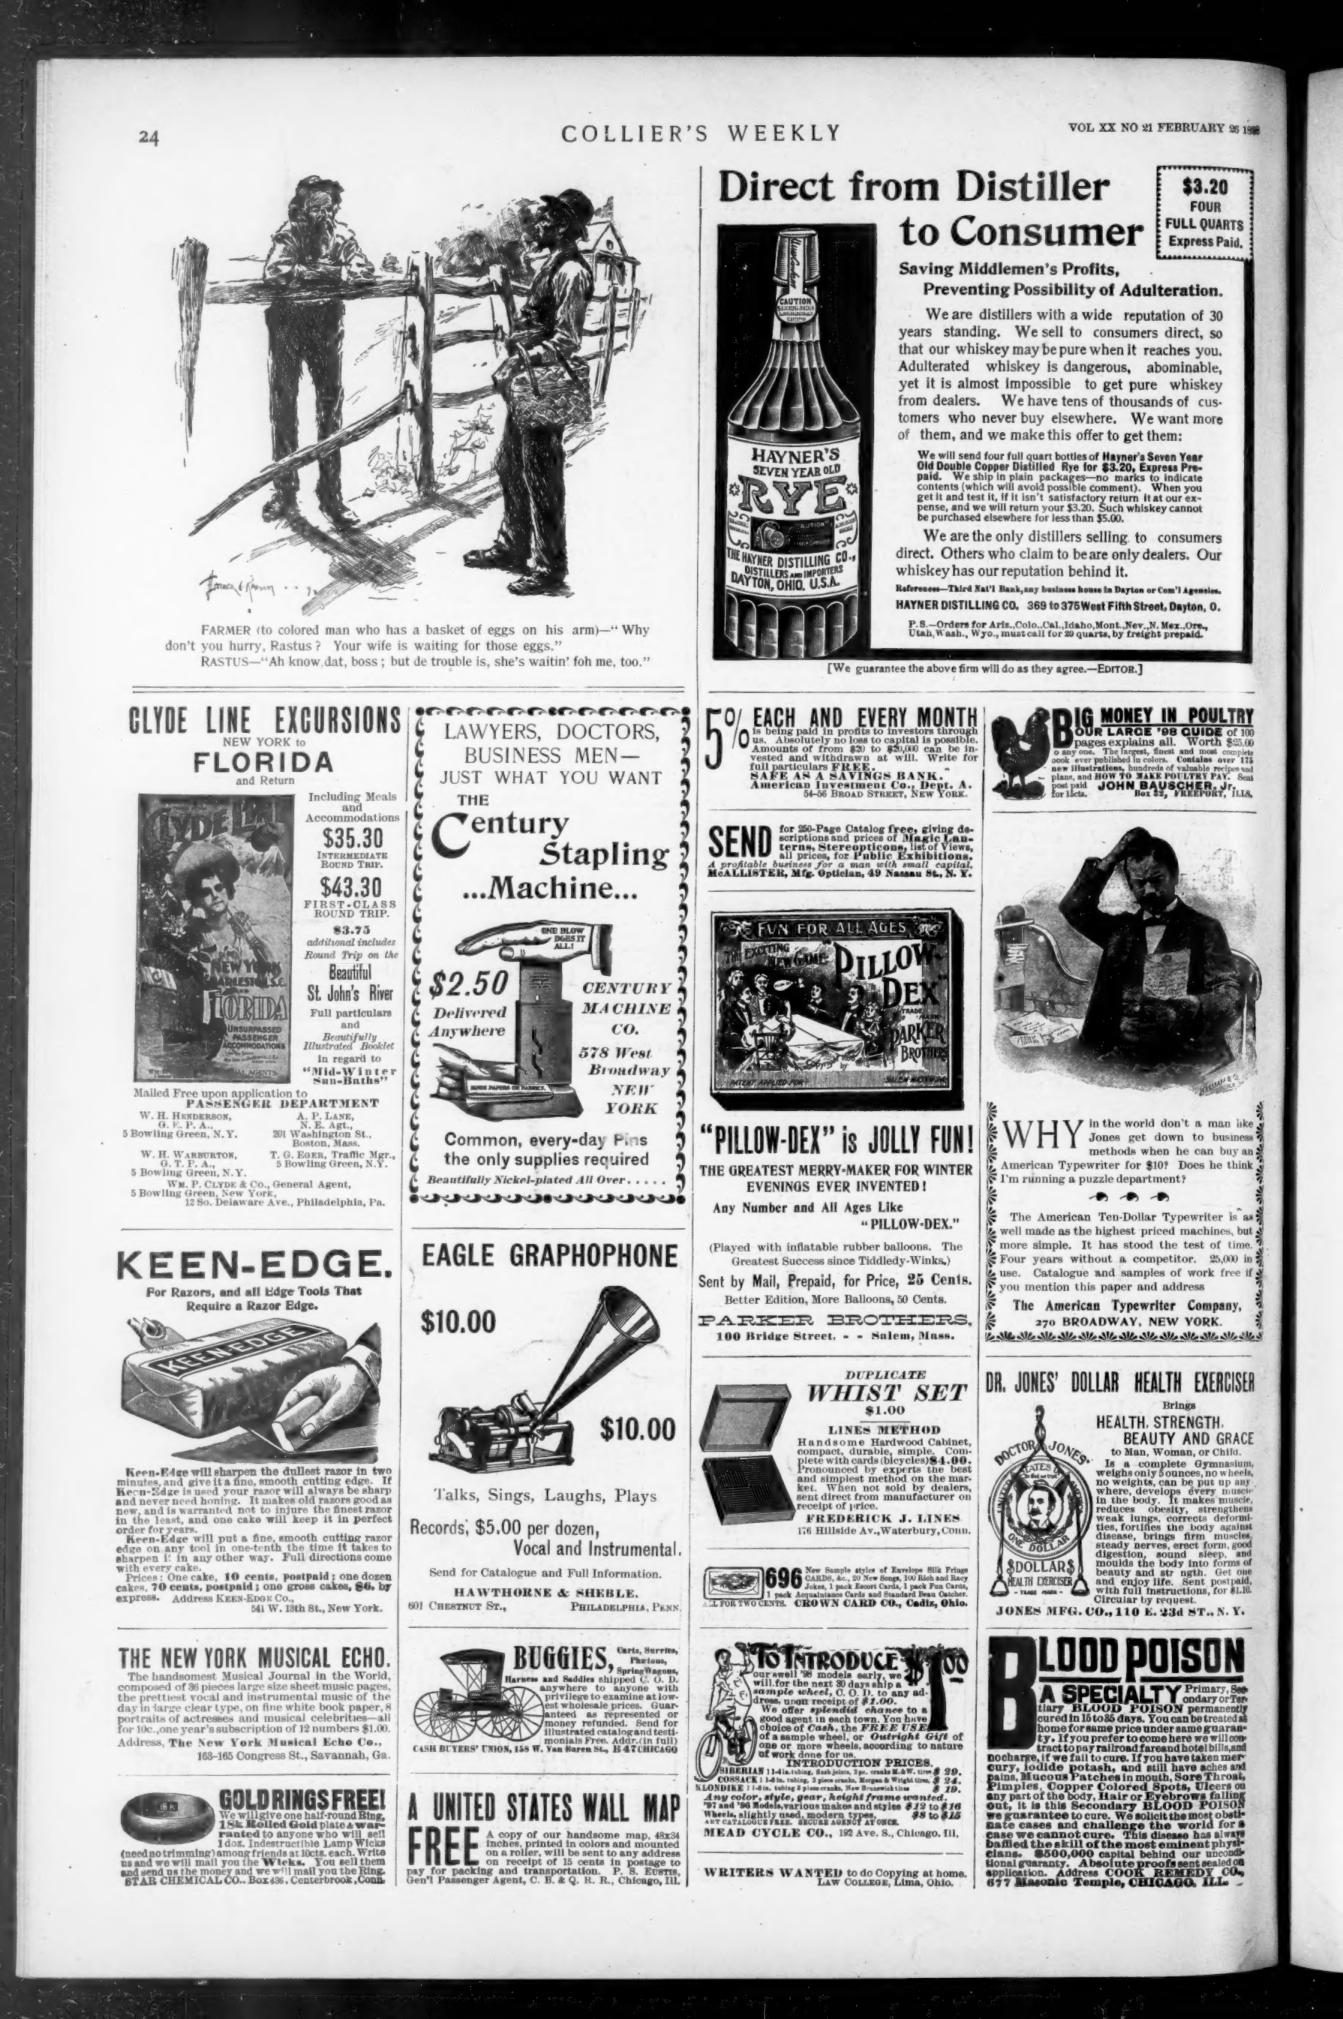 24
COLLIER'S WEEKLY
VOL XX NO 21 FEBRUARY 26 1898
FARMER (to colored man who has a basket of eggs on his arm)—"Why
don't you hurry, Rastus? Your wife is waiting for those eggs."
RASTUS—"Ah know dat, boss; but de trouble is, she's waitin' foh me, too."
Direct from Distiller
to Consumer
$3.20
FOUR
FULL QUARTS
Express Paid.
Saving Middlemen's Profits,
Preventing Possibility of Adulteration.
We are distillers with a wide reputation of 30
years standing. We sell to consumers direct, so
that our whiskey may be pure when it reaches you.
Adulterated whiskey is dangerous, abominable,
yet it is almost impossible to get pure whiskey
from dealers. We have tens of thousands of cus-
tomers who never buy elsewhere. We want more
of them, and we make this offer to get them:
We will send four full quart bottles of Hayner's Seven Year
Old Double Copper Distilled Rye for $3.20, Express Pre-
paid. We ship in plain packages—no marks to indicate
contents (which will avoid possible comment). When you
get it and test it, if it isn't satisfactory return it at our ex-
pense, and we will return your $3.20. Such whiskey cannot
be purchased elsewhere for less than $5.00.
We are the only distillers selling to consumers
direct. Others who claim to be are only dealers. Our
whiskey has our reputation behind it.
References—Third Nat'l Bank, any business house in Dayton or Com'l Agencies.
HAYNER DISTILLING CO. 369 to 375 West Fifth Street, Dayton, O.
P.S.—Orders for Ariz., Colo., Cal., Idaho, Mont., Nev., N. Mex., Ore.,
Utah, Wash., Wyo., must call for 20 quarts, by freight prepaid.
CAUTION
HAYNER'S
SEVEN YEAR OLD
RYE
THE HAYNER DISTILLING CO.,
DISTILLERS AND IMPORTERS
DAYTON, OHIO, U.S.A.
[We guarantee the above firm will do as they agree.—EDITOR.]
CLYDE LINE EXCURSIONS
NEW YORK to
FLORIDA
and Return
CLYDE LINE
NEW YORK
CHARLESTON, S.C.
FLORIDA
UNSURPASSED
PASSENGER
ACCOMMODATIONS
Including Meals
and
Accommodations
$35.30
INTERMEDIATE
ROUND TRIP.
$43.30
FIRST-CLASS
ROUND TRIP.
$3.75
additional includes
Round Trip on the
Beautiful
St. John's River
Full particulars
and
Beautifully
Illustrated Booklet
in regard to
"Mid-Winter
Sun-Baths"
Mailed Free upon application to
PASSENGER DEPARTMENT
W. H. HENDERSON,
G. E. P. A.,
5 Bowling Green, N. Y.
A. P. LANE,
N. E. Agt.,
201 Washington St.,
Boston, Mass.
W. H. WARBURTON,
G. T. P. A.,
5 Bowling Green, N. Y.
T. G. EGER, Traffic Mgr.,
5 Bowling Green, N.Y.
WM. P. CLYDE & CO., General Agent,
5 Bowling Green, New York,
12 So. Delaware Ave., Philadelphia, Pa.
LAWYERS, DOCTORS,
BUSINESS MEN—
JUST WHAT YOU WANT
THE
Century
Stapling
...Machine...
ONE BLOW
DOES IT
ALL!
$2.50
Delivered
Anywhere
CENTURY
MACHINE
CO.
578 West
Broadway
NEW
YORK
Common, every-day Pins
the only supplies required
Beautifully Nickel-plated All Over.....
5% EACH AND EVERY MONTH
is being paid in profits to investors through
us. Absolutely no loss to capital is possible.
Amounts of from $20 to $20,000 can be in-
vested and withdrawn at will. Write for
full particulars FREE.
SAFE AS A SAVINGS BANK.
American Investment Co., Dept. A.
54-56 BROAD STREET, NEW YORK.
SEND for 250-Page Catalog free, giving de-
scriptions and prices of Magic Lan-
terns, Stereopticons, list of Views,
all prices, for Public Exhibitions.
A profitable business for a man with small capital.
MCALLISTER, Mfg. Optician, 49 Nassau St., N. Y.
BIG MONEY IN POULTRY
OUR LARGE '98 GUIDE of 100
pages explains all. Worth $25.00
to any one. The largest, finest and most complete
book ever published in colors. Contains over 175
new illustrations, hundreds of valuable recipes and
plans, and HOW TO MAKE POULTRY PAY. Sent
post paid
for 15cts.
JOHN BAUSCHER, Jr.
Box 52, FREEPORT, ILLS.
FUN FOR ALL AGES
THE EXCITING
NEW GAME
PILLOW-
DEX
TRADE
MARK
BY
PARKER
BROTHERS
PATENT APPLIED FOR
SALEM MASS. U.S.A.
"PILLOW-DEX" is JOLLY FUN!
THE GREATEST MERRY-MAKER FOR WINTER
EVENINGS EVER INVENTED!
Any Number and All Ages Like
"PILLOW-DEX."
(Played with inflatable rubber balloons. The
Greatest Success since Tiddledy-Winks.)
Sent by Mail, Prepaid, for Price, 25 Cents.
Better Edition, More Balloons, 50 Cents.
PARKER BROTHERS,
100 Bridge Street, - - Salem, Mass.
WHY in the world don't a man like
Jones get down to business
methods when he can buy an
American Typewriter for $10? Does he think
I'm running a puzzle department?
The American Ten-Dollar Typewriter is as
well made as the highest priced machines, but
more simple. It has stood the test of time.
Four years without a competitor. 25,000 in
use. Catalogue and samples of work free if
you mention this paper and address
The American Typewriter Company,
270 BROADWAY, NEW YORK.
KEEN-EDGE.
For Razors, and all Edge Tools That
Require a Razor Edge.
KEEN-EDGE
Keen-Edge will sharpen the dullest razor in two
minutes, and give it a fine, smooth cutting edge. If
Keen-Edge is used your razor will always be sharp
and never need honing. It makes old razors good as
new, and is warranted not to injure the finest razor
in the least, and one cake will keep it in perfect
order for years.
Keen-Edge will put a fine, smooth cutting razor
edge on any tool in one-tenth the time it takes to
sharpen it in any other way. Full directions come
with every cake.
Prices: One cake, 10 cents, postpaid; one dozen
cakes, 70 cents, postpaid; one gross cakes, $6, by
express. Address KEEN-EDGE CO.,
541 W. 13th St., New York.
EAGLE GRAPHOPHONE
$10.00
$10.00
Talks, Sings, Laughs, Plays
Records, $5.00 per dozen,
Vocal and Instrumental.
Send for Catalogue and Full Information.
HAWTHORNE & SHEBLE.
601 CHESTNUT ST., PHILADELPHIA, PENN.
DUPLICATE
WHIST SET
$1.00
LINES METHOD
Handsome Hardwood Cabinet,
compact, durable, simple. Com-
plete with cards (bicycles) $4.00.
Pronounced by experts the best
and simplest method on the mar-
ket. When not sold by dealers,
sent direct from manufacturer on
receipt of price.
FREDERICK J. LINES
176 Hillside Av., Waterbury, Conn.
696 New Sample styles of Envelope Silk Fringe
CARDS, &c., 20 New Songs, 100 Rich and Racy
Jokes, 1 pack Escort Cards, 1 pack Fun Cards,
1 pack Acquaintance Cards and Standard Beau Catcher.
ALL FOR TWO CENTS. CROWN CARD CO., Cadiz, Ohio.
DR. JONES' DOLLAR HEALTH EXERCISER
Brings
HEALTH, STRENGTH,
BEAUTY AND GRACE
to Man, Woman, or Child.
Is a complete Gymnasium,
weighs only 5 ounces, no wheels,
no weights, can be put up any
where, develops every muscle
in the body. It makes muscle,
reduces obesity, strengthens
weak lungs, corrects deformi-
ties, fortifies the body against
disease, brings firm muscles,
steady nerves, erect form, good
digestion, sound sleep, and
moulds the body into forms of
beauty and str ngth. Get one
and enjoy life. Sent postpaid,
with full instructions, for $1.10.
Circular by request.
JONES MFG. CO., 110 E. 23d ST., N. Y.
DOCTOR JONES'
ONE DOLLAR
$DOLLAR$
HEALTH EXERCISER
THE NEW YORK MUSICAL ECHO.
The handsomest Musical Journal in the World,
composed of 36 pieces large size sheet music pages,
the prettiest vocal and instrumental music of the
day in large clear type, on fine white book paper, 8
portraits of actresses and musical celebrities—all
for 10c., one year's subscription of 12 numbers $1.00.
Address, The New York Musical Echo Co.,
163-165 Congress St., Savannah, Ga.
GOLD RINGS FREE!
We will give one half-round Ring,
18k Rolled Gold plate & war-
ranted to anyone who will sell
1 doz. Indestructible Lamp Wicks
(need no trimming) among friends at 10cts. each. Write
us and we will mail you the Wicks. You sell them
and send us the money and we will mail you the Ring.
STAR CHEMICAL CO., Box 436, Centerbrook, Conn.
BUGGIES, Carts, Surries,
Phætons,
Spring Wagons,
Harness and Saddles shipped C. O. D.
anywhere to anyone with
privilege to examine at low-
est wholesale prices. Guar-
anteed as represented or
money refunded. Send for
illustrated catalog and testi-
monials Free. Addr. (in full)
CASH BUYERS' UNION, 158 W. Van Buren St., B 47 CHICAGO
A UNITED STATES WALL MAP
FREE A copy of our handsome map, 48x34
inches, printed in colors and mounted
on a roller, will be sent to any address
on receipt of 15 cents in postage to
pay for packing and transportation. P. S. EUSTIS,
Gen'l Passenger Agent, C. B. & Q. R. R., Chicago, Ill.
TO INTRODUCE $1.00
our swell '98 models early, we
will for the next 30 days ship a
sample wheel, C. O. D. to any ad-
dress, upon receipt of $1.00.
We offer splendid chance to a
good agent in each town. You have
choice of Cash, the FREE USE
of a sample wheel, or Outright Gift of
one or more wheels, according to nature
of work done for us.
INTRODUCTION PRICES.
SIBERIAN $29.
COSSACK $24.
KLONDIKE $19.
Any color, style, gear, height frame wanted.
'97 and '96 Models, various makes and styles $12 to $16
Wheels, slightly used, modern types, $8 to $15
ART CATALOGUE FREE. SECURE AGENCY AT ONCE.
MEAD CYCLE CO., 192 Ave. S., Chicago, Ill.
WRITERS WANTED to do Copying at home.
LAW COLLEGE, Lima, Ohio.
BLOOD POISON
A SPECIALTY Primary, Sec-
ondary or Ter-
tiary BLOOD POISON permanently
cured in 15 to 35 days. You can be treated at
home for same price under same guaran-
ty. If you prefer to come here we will con-
tract to pay railroad fare and hotel bills, and
no charge, if we fail to cure. If you have taken mer-
cury, iodide potash, and still have aches and
pains, Mucous Patches in mouth, Sore Throat,
Pimples, Copper Colored Spots, Ulcers on
any part of the body, Hair or Eyebrows falling
out, it is this Secondary BLOOD POISON
we guarantee to cure. We solicit the most obsti-
nate cases and challenge the world for a
case we cannot cure. This disease has always
baffled the skill of the most eminent physi-
cians. $500,000 capital behind our uncondi-
tional guaranty. Absolute proofs sent sealed on
application. Address COOK REMEDY CO.,
677 Masonic Temple, CHICAGO, ILL.